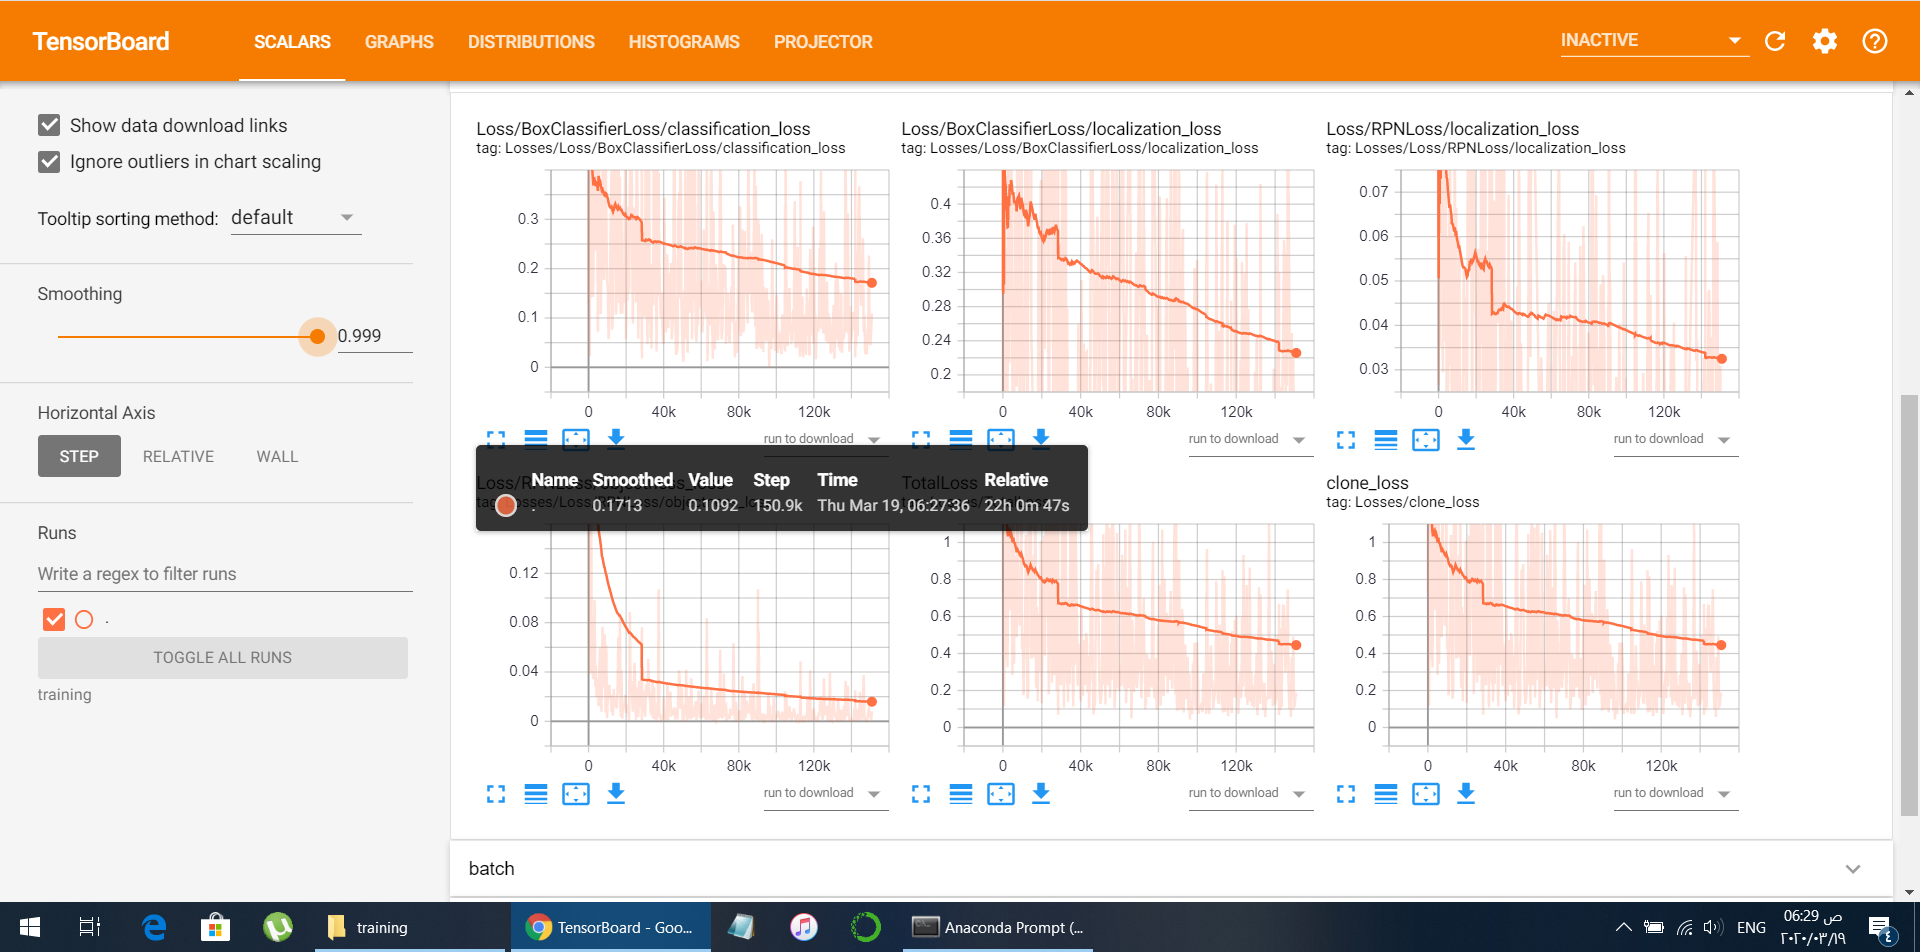 TensorBoard
SCALARS
GRAPHS
DISTRIBUTIONS
HISTOGRAMS
PROJECTOR
INACTIVE
Show data download links
Ignore outliers in chart scaling
Tooltip sorting method: default
Smoothing
0.999
Horizontal Axis
STEP
RELATIVE
WALL
Runs
Write a regex to filter runs
.
TOGGLE ALL RUNS
training
Loss/BoxClassifierLoss/classification_loss
tag: Losses/Loss/BoxClassifierLoss/classification_loss
0.3
0.2
0.1
0
0 40k 80k 120k
run to download
Loss/BoxClassifierLoss/localization_loss
tag: Losses/Loss/BoxClassifierLoss/localization_loss
0.4
0.36
0.32
0.28
0.24
0.2
0 40k 80k 120k
run to download
Loss/RPNLoss/localization_loss
tag: Losses/Loss/RPNLoss/localization_loss
0.07
0.06
0.05
0.04
0.03
0 40k 80k 120k
run to download
Name Smoothed Value Step Time Relative
. 0.1713 0.1092 150.9k Thu Mar 19, 06:27:36 22h 0m 47s
0.12
0.08
0.04
0
0 40k 80k 120k
run to download
TotalLoss
1
0.8
0.6
0.4
0.2
0
0 40k 80k 120k
run to download
clone_loss
tag: Losses/clone_loss
1
0.8
0.6
0.4
0.2
0
0 40k 80k 120k
run to download
batch
training
TensorBoard - Goo...
Anaconda Prompt (...
ENG
06:29 ص
٢٠٢٠/٠٣/١٩
٤